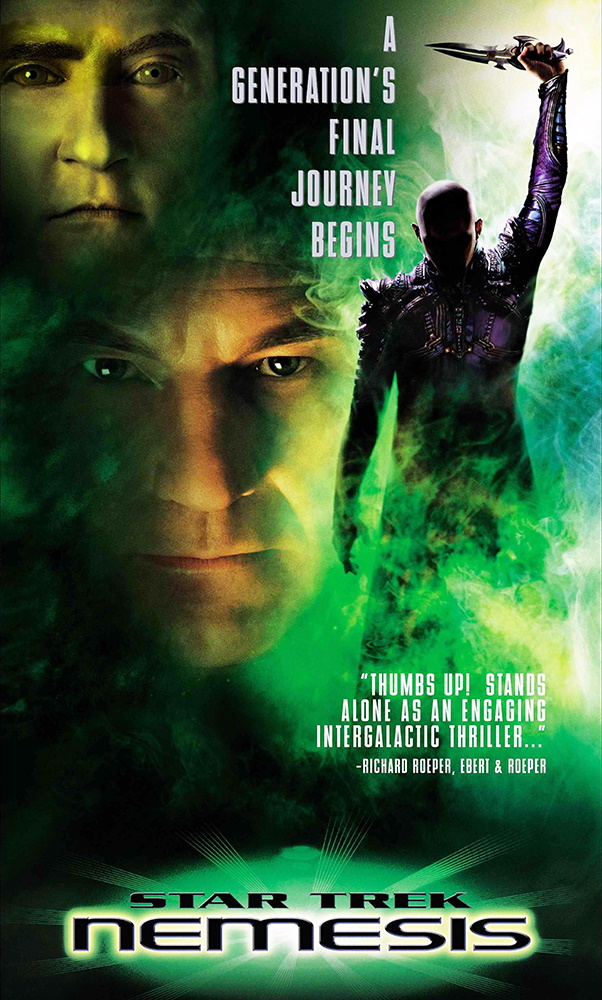 A
GENERATION'S
FINAL
JOURNEY
BEGINS
"THUMBS UP! STANDS
ALONE AS AN ENGAGING
INTERGALACTIC THRILLER..."
-RICHARD ROEPER, EBERT & ROEPER
STAR TREK
NEMESIS